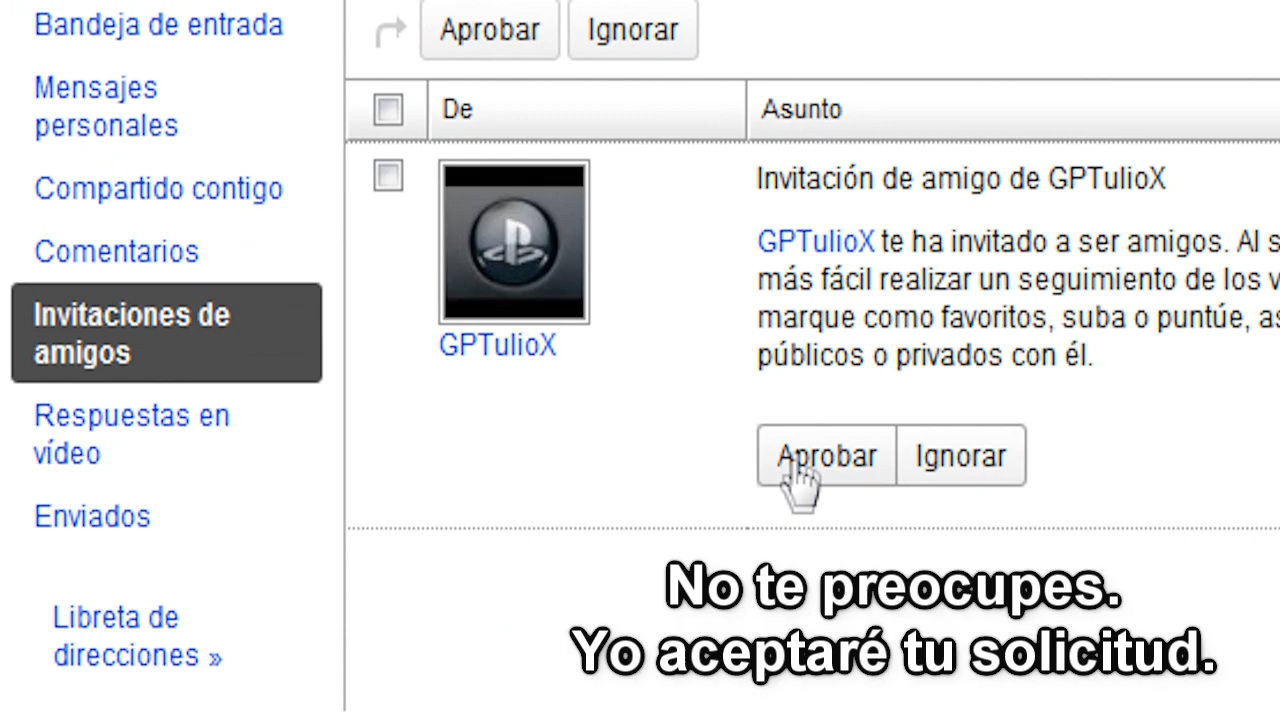 Bandeja de entrada
Mensajes
personales
Compartido contigo
Comentarios
Invitaciones de
amigos
Respuestas en
vídeo
Enviados
Libreta de
direcciones »
Aprobar Ignorar
De Asunto
GPTulioX
Invitación de amigo de GPTulioX
GPTulioX te ha invitado a ser amigos. Al
más fácil realizar un seguimiento de los
marque como favoritos, suba o puntúe,
públicos o privados con él.
Aprobar Ignorar
No te preocupes.
Yo aceptaré tu solicitud.